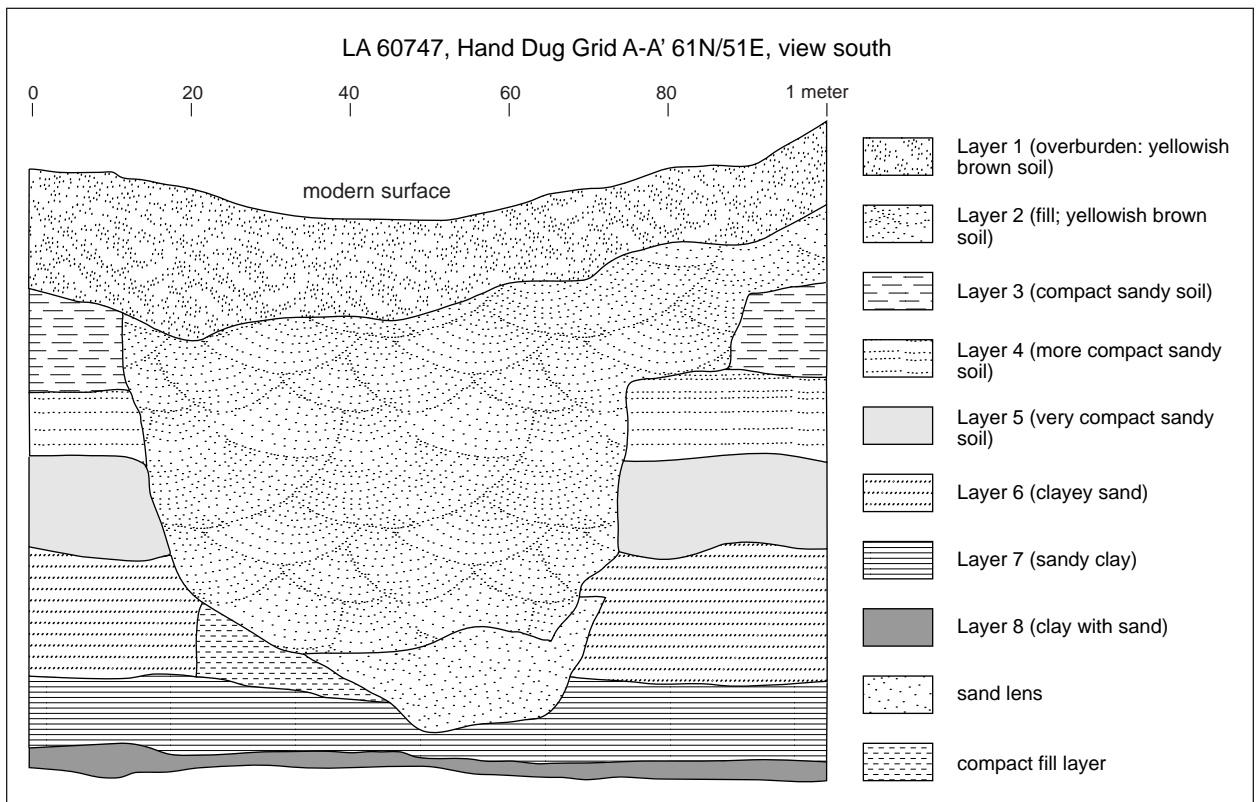 LA 60747, Hand Dug Grid A-A’ 61N/51E, view south
0 20 40 60 80 1 meter
modern surface
Layer 1 (overburden: yellowish
brown soil)
Layer 2 (fill; yellowish brown
soil)
Layer 3 (compact sandy soil)
Layer 4 (more compact sandy
soil)
Layer 5 (very compact sandy
soil)
Layer 6 (clayey sand)
Layer 7 (sandy clay)
Layer 8 (clay with sand)
sand lens
compact fill layer